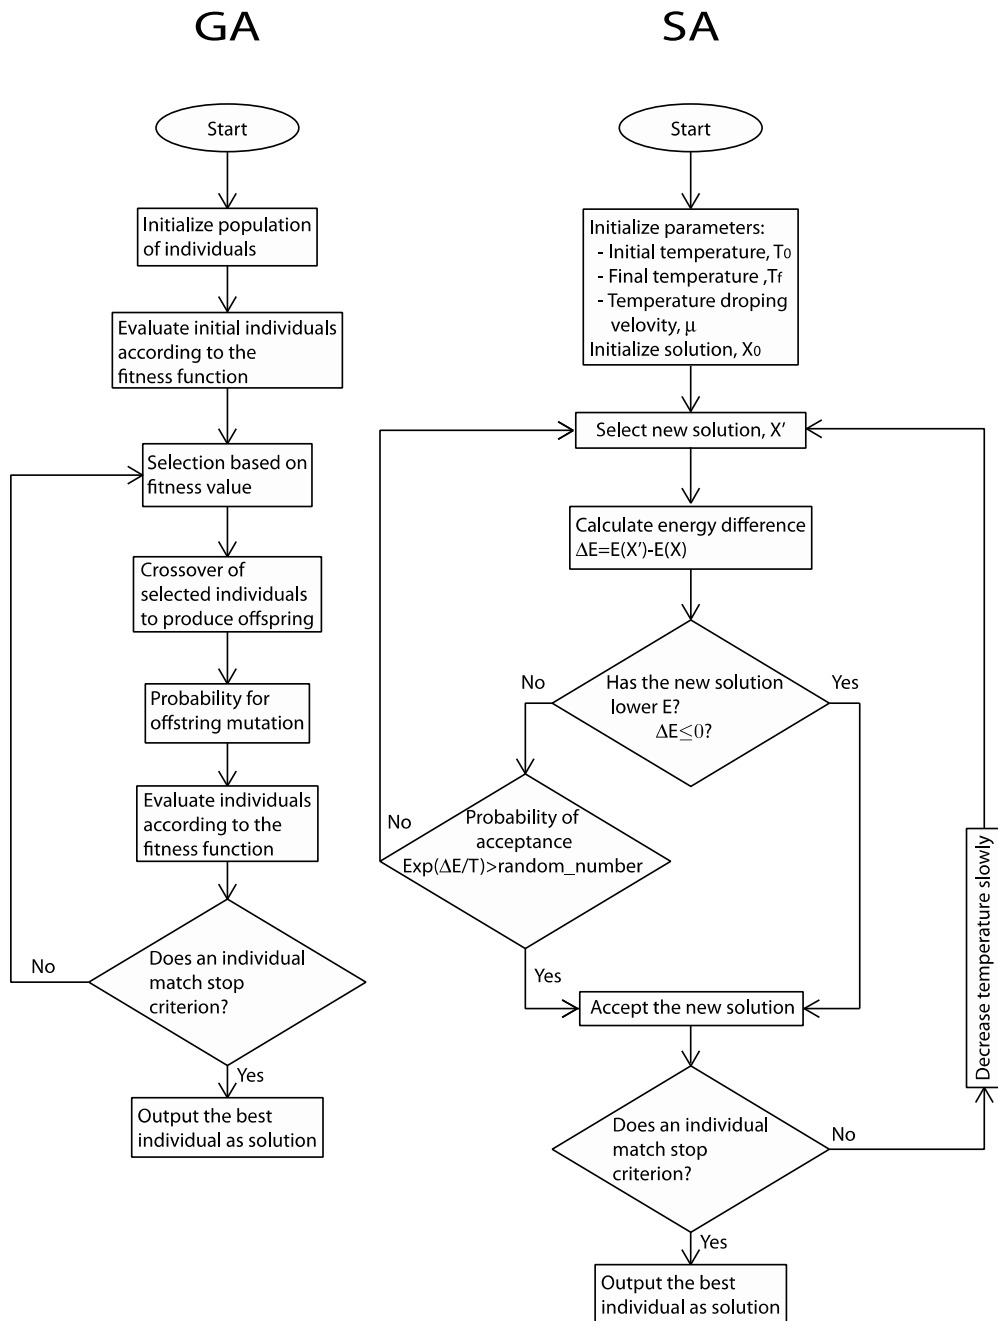 GA
Start
Initialize population
of individuals
Evaluate initial individuals
according to the
fitness function
Selection based on
fitness value
Crossover of
selected individuals
to produce offspring
Probability for
offstring mutation
Evaluate individuals
according to the
fitness function
Does an individual
match stop
criterion?
No
Yes
Output the best
individual as solution
SA
Start
Initialize parameters:
- Initial temperature, T0
- Final temperature ,Tf
- Temperature droping
velovity, μ
Initialize solution, X0
Select new solution, X'
Calculate energy difference
ΔE=E(X')-E(X)
Has the new solution
lower E?
ΔE≤0?
No
Yes
Probability of
acceptance
Exp(ΔE/T)>random_number
No
Yes
Accept the new solution
Does an individual
match stop
criterion?
No
Decrease temperature slowly
Yes
Output the best
individual as solution